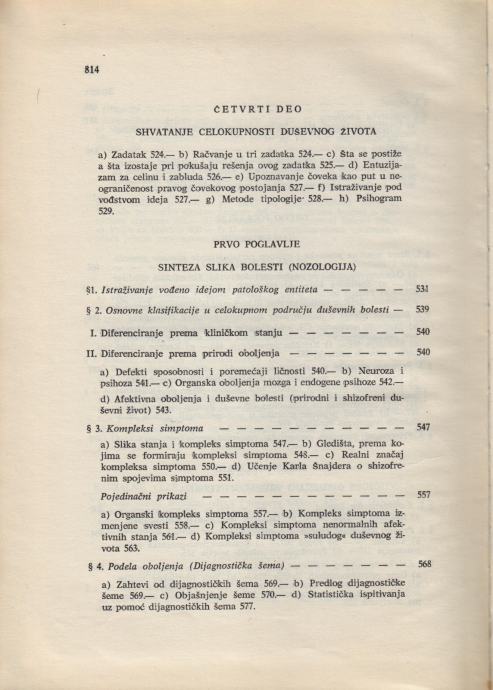 814
ČETVRTI DEO
SHVATANJE CELOKUPNOSTI DUŠEVNOG ŽIVOTA
a) Zadatak 524.— b) Račvanje u tri zadatka 524.— c) Šta se postiže
a šta izostaje pri pokušaju rešenja ovog zadatka 525.— d) Entuzija-
zam za celinu i zabluda 526.— e) Upoznavanje čoveka kao put u ne-
ograničenost pravog čovekovog postojanja 527.— f) Istraživanje pod
vođstvom ideja 527.— g) Metode tipologije 528.— h) Psihogram
529.
PRVO POGLAVLJE
SINTEZA SLIKA BOLESTI (NOZOLOGIJA)
§1. Istraživanje vođeno idejom patološkog entiteta — — — — — 531
§ 2. Osnovne klasifikacije u celokupnom području duševnih bolesti — 539
I. Diferenciranje prema kliničkom stanju — — — — — — — 540
II. Diferenciranje prema prirodi oboljenja — — — — — — — 540
a) Defekti sposobnosti i poremećaji ličnosti 540.— b) Neuroza i
psihoza 541.— c) Organska oboljenja mozga i endogene psihoze 542.—
d) Afektivna oboljenja i duševne bolesti (prirodni i shizofreni du-
ševni život) 543.
§ 3. Kompleksi simptoma — — — — — — — — — — — 547
a) Slika stanja i kompleks simptoma 547.— b) Gledišta, prema ko-
jima se formiraju kompleksi simptoma 548.— c) Realni značaj
kompleksa simptoma 550.— d) Učenje Karla Šnajdera o shizofre-
nim spojevima simptoma 551.
Pojedinačni prikazi — — — — — — — — — — — — 557
a) Organski kompleks simptoma 557.— b) Kompleks simptoma iz-
menjene svesti 558.— c) Kompleksi simptoma nenormalnih afek-
tivnih stanja 561.— d) Kompleksi simptoma »suludog« duševnog ži-
vota 563.
§ 4. Podela oboljenja (Dijagnostička šema) — — — — — — — 568
a) Zahtevi od dijagnostičkih šema 569.— b) Predlog dijagnostičke
šeme 569.— c) Objašnjenje šeme 570.— d) Statistička ispitivanja
uz pomoć dijagnostičkih šema 577.